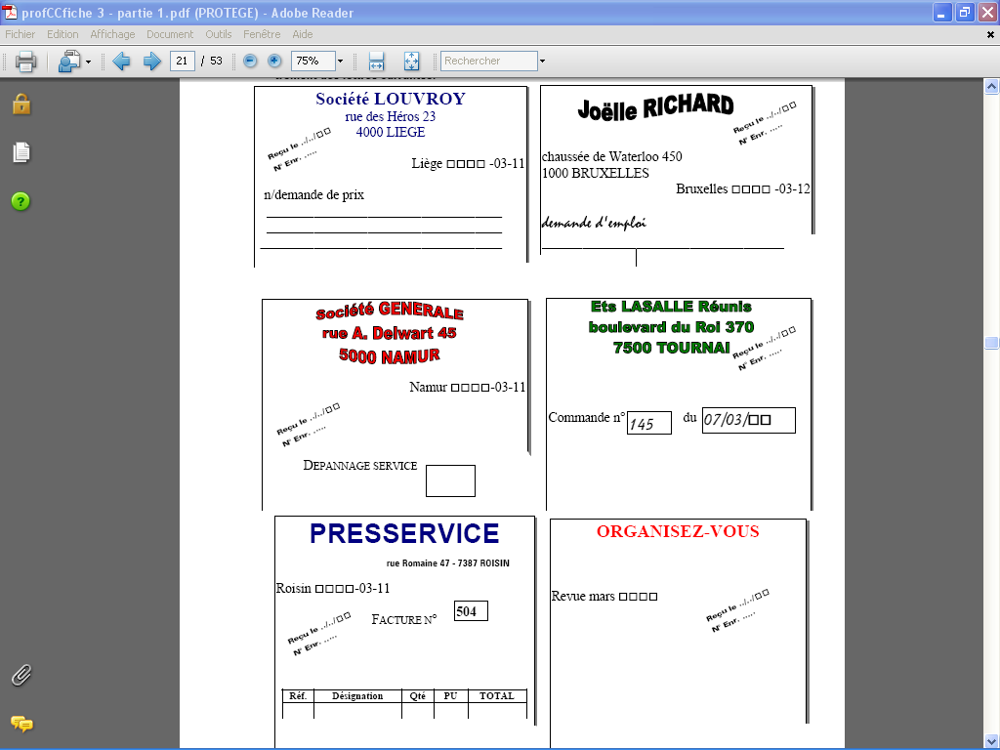 profCCfiche 3 - partie 1.pdf (PROTEGE) - Adobe Reader
Fichier Edition Affichage Document Outils Fenêtre Aide
21 / 53 75% Rechercher
Société LOUVROY
rue des Héros 23
4000 LIEGE
Reçu le ../../□□
N° Enr. .....
Liège □□□□ -03-11
n/demande de prix
Joëlle RICHARD
Reçu le ../../□□
N° Enr. .....
chaussée de Waterloo 450
1000 BRUXELLES
Bruxelles □□□□ -03-12
demande d'emploi
Société GENERALE
rue A. Delwart 45
5000 NAMUR
Namur □□□□-03-11
Reçu le ../../□□
N° Enr. .....
DEPANNAGE SERVICE
Ets LASALLE Réunis
boulevard du Roi 370
7500 TOURNAI
Reçu le ../../□□
N° Enr. .....
Commande n° 145 du 07/03/□□
PRESSERVICE
rue Romaine 47 - 7387 ROISIN
Roisin □□□□-03-11
FACTURE N° 504
Reçu le ../../□□
N° Enr. .....
Réf. Désignation Qté PU TOTAL
ORGANISEZ-VOUS
Revue mars □□□□
Reçu le ../../□□
N° Enr. .....